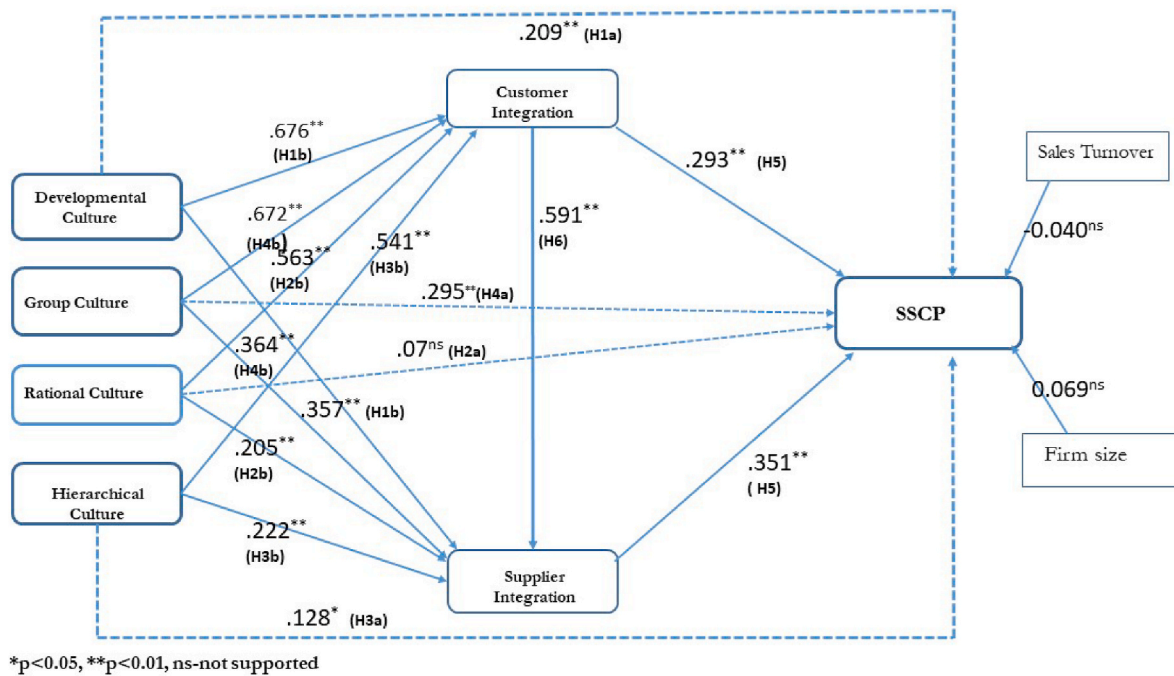 .209** (H1a)
Customer
Integration
.676**
(H1b)
.293** (H5)
Sales Turnover
Developmental
Culture
.672**
(H4b)
.563**
(H2b)
.541**
(H3b)
.591**
(H6)
-0.040ns
Group Culture
.295**(H4a)
SSCP
.364**
(H4b)
.07ns (H2a)
Rational Culture
.357** (H1b)
0.069ns
.205**
(H2b)
.351**
( H5)
Firm size
Hierarchical
Culture
.222**
(H3b)
Supplier
Integration
.128* (H3a)
*p<0.05, **p<0.01, ns-not supported